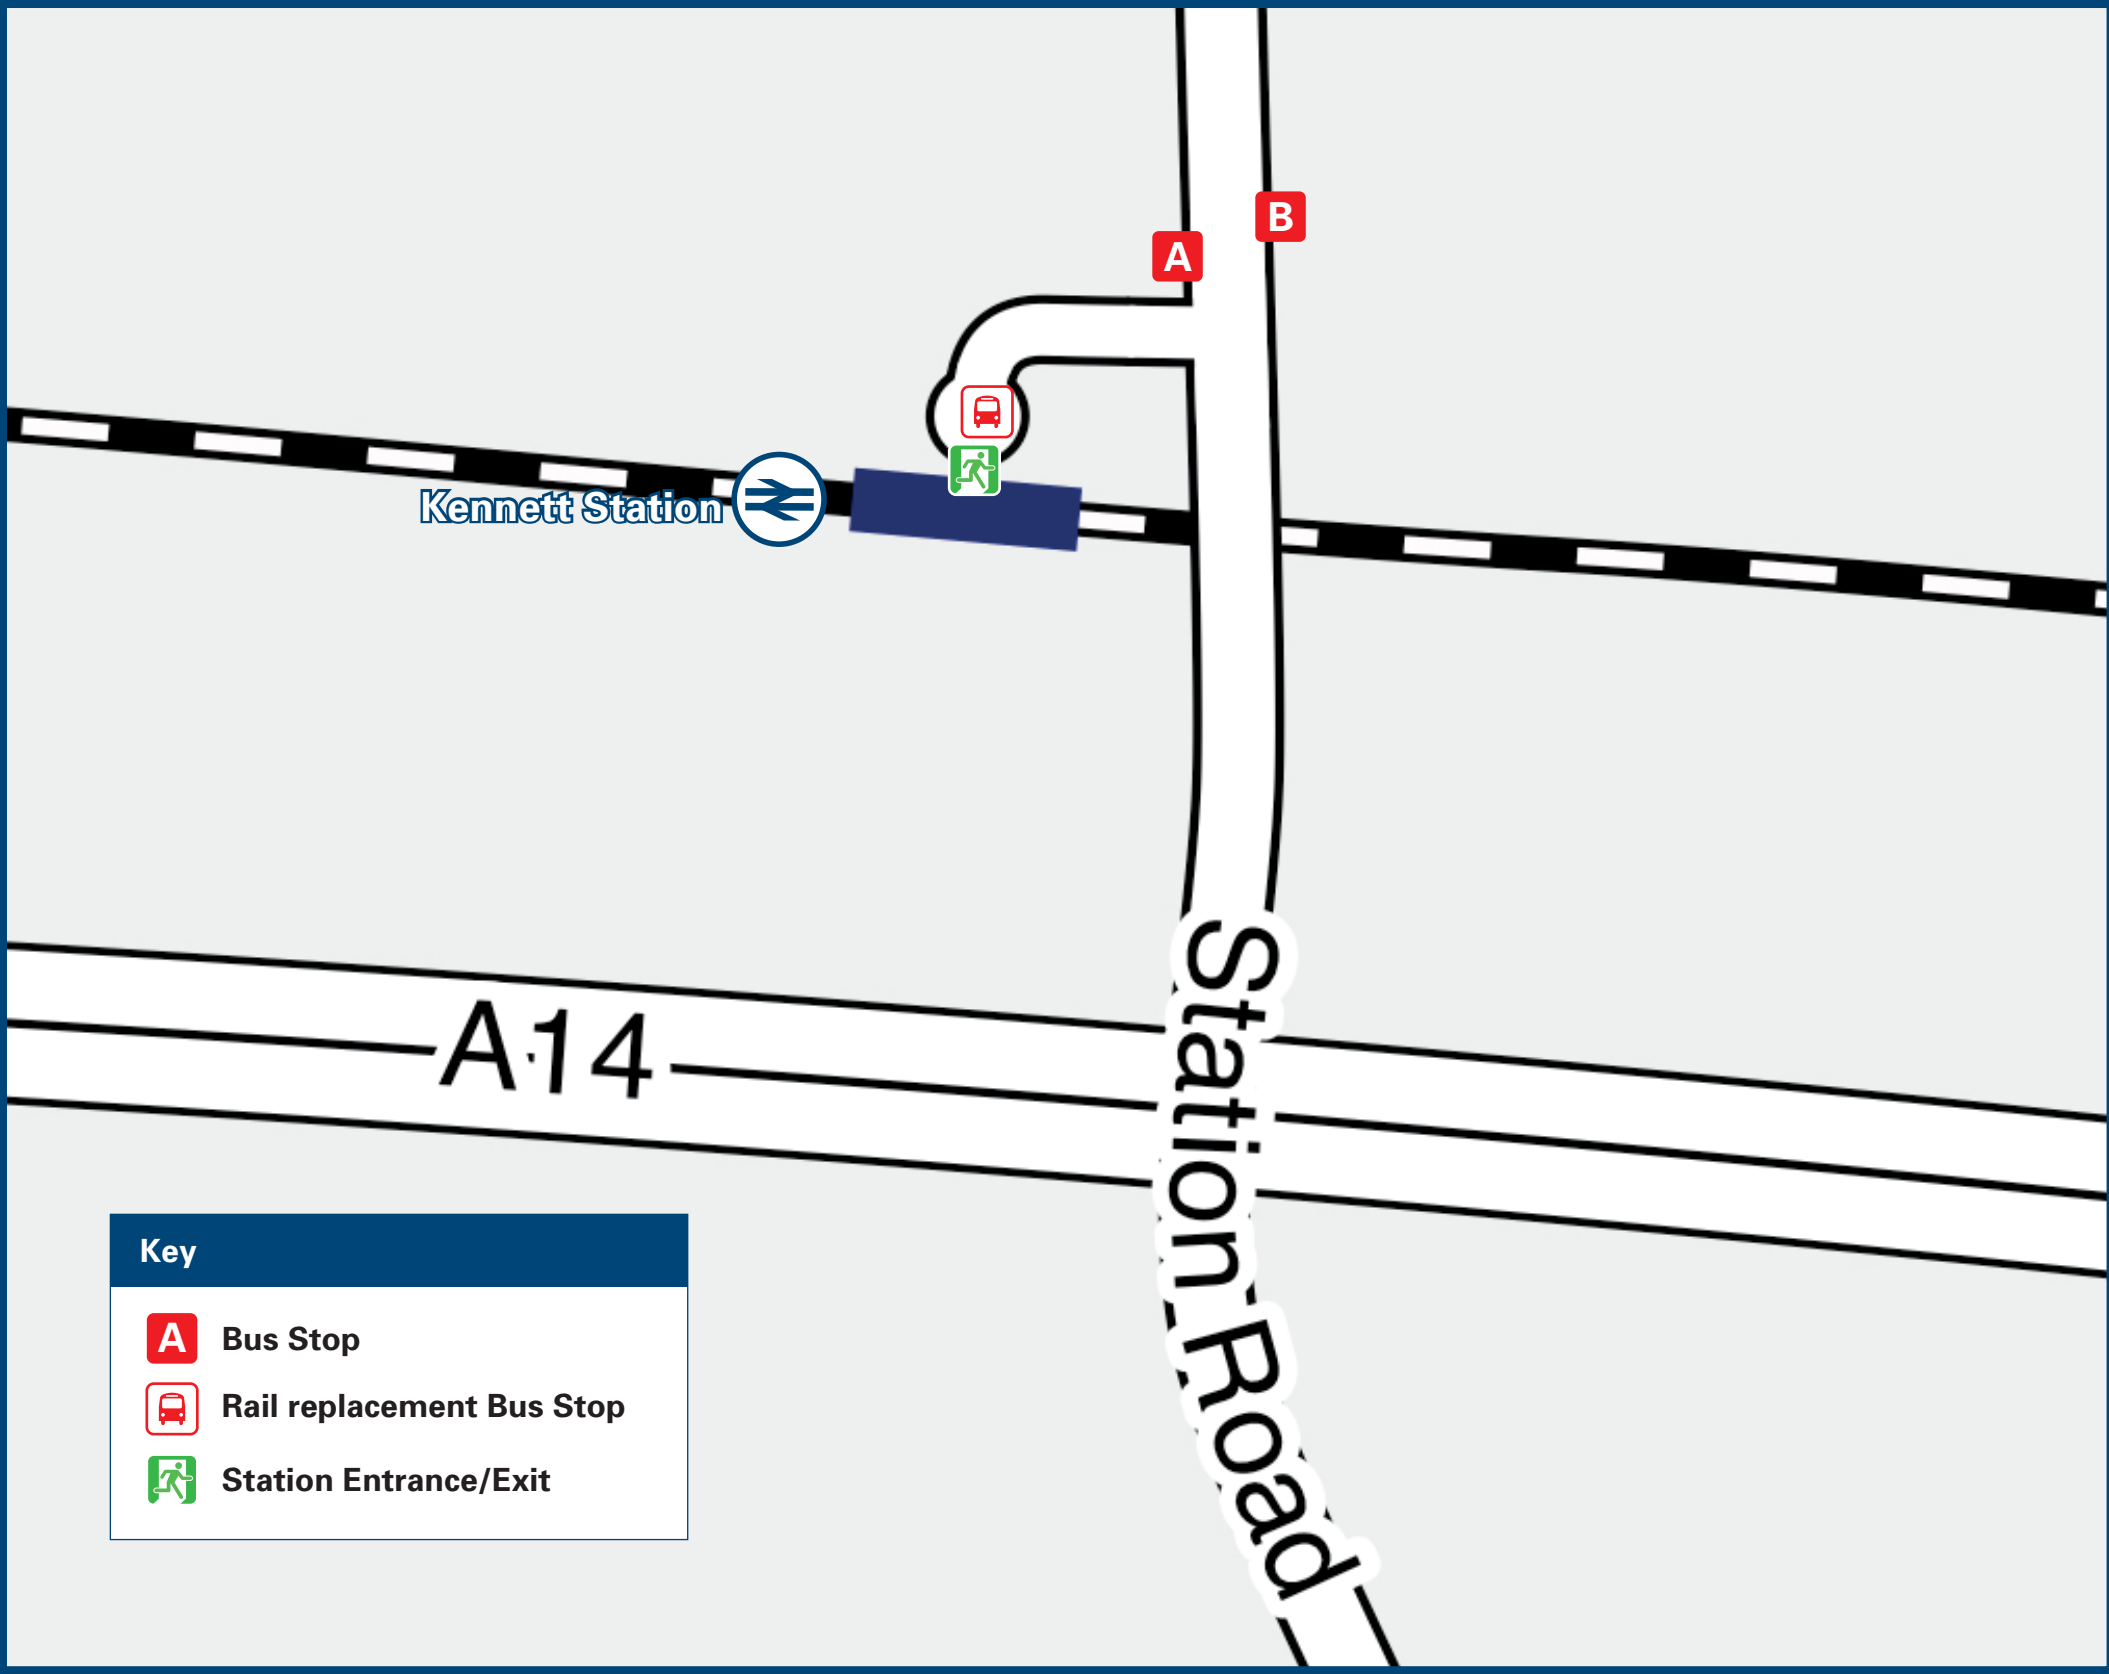 B
A
Kennett Station
Station Road
A14
Key
A Bus Stop
Rail replacement Bus Stop
Station Entrance/Exit